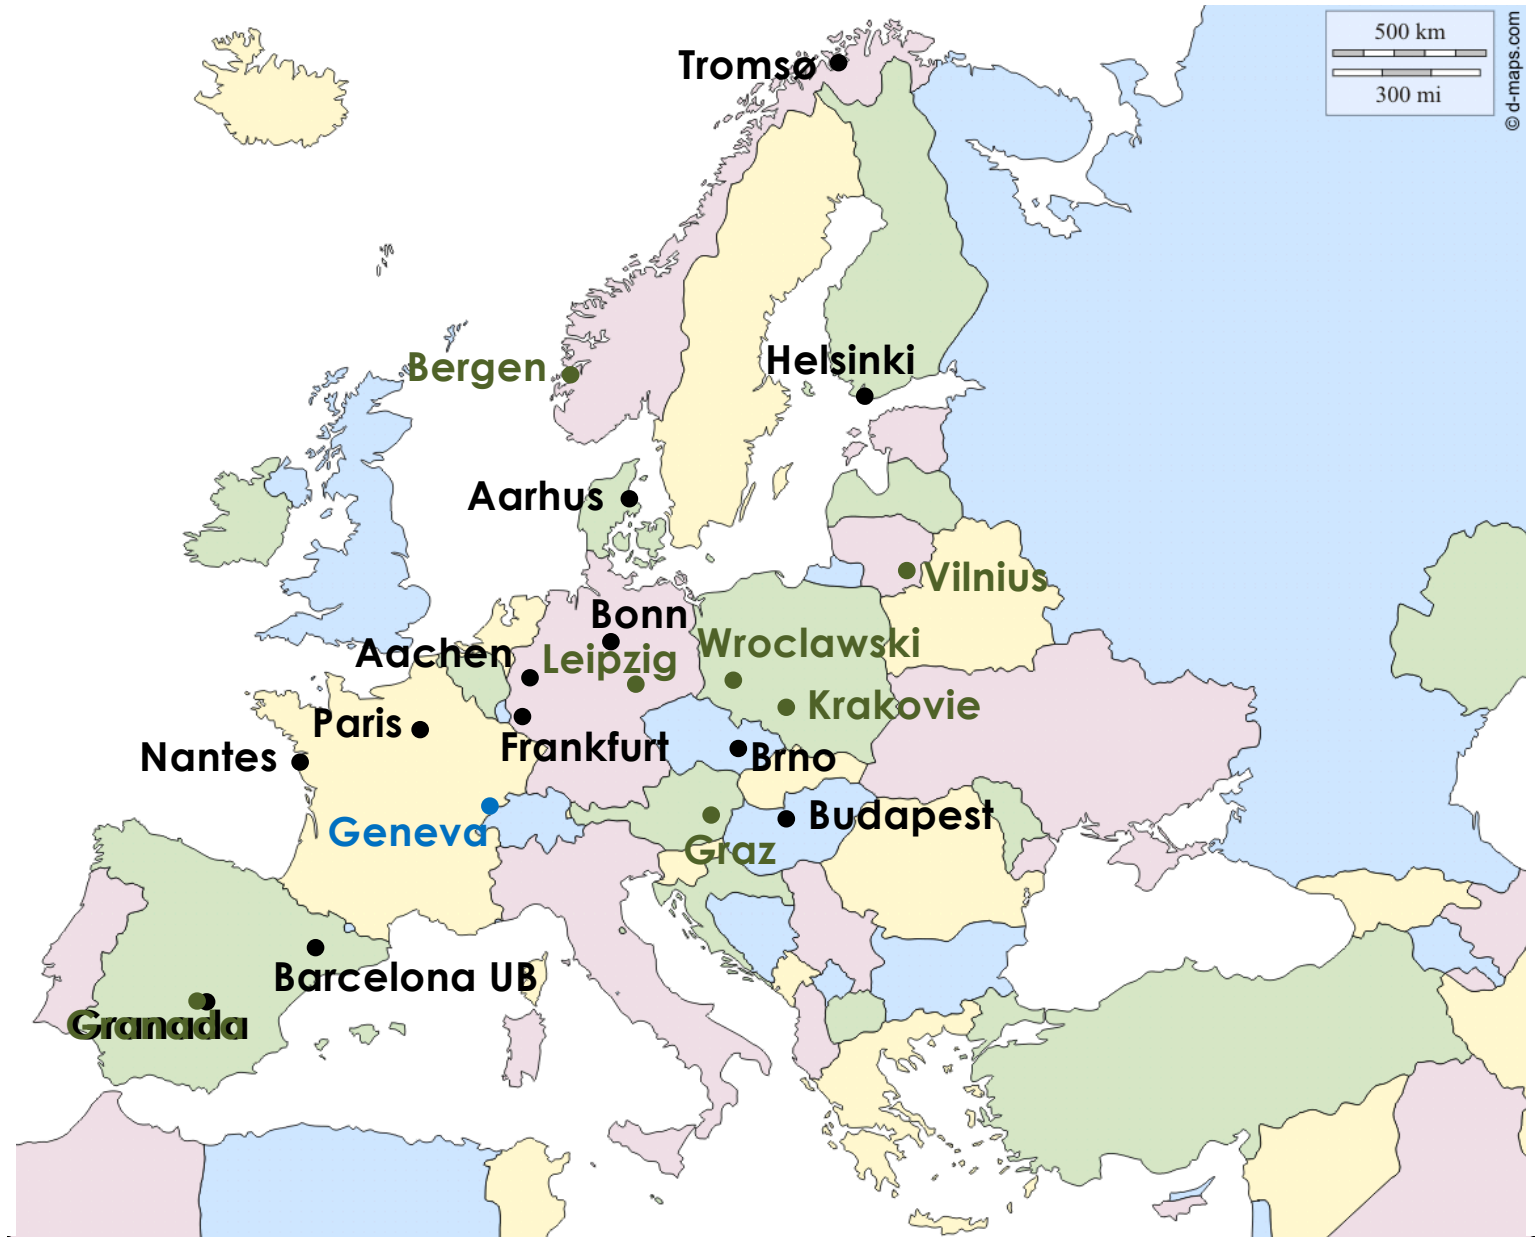 500 km
300 mi
© d-maps.com
Tromsø
Helsinki
Bergen
Aarhus
Vilnius
Bonn
Wroclawski
Aachen
Leipzig
Krakovie
Paris
Frankfurt
Nantes
Brno
Budapest
Geneva
Graz
Barcelona UB
Granada
Granada